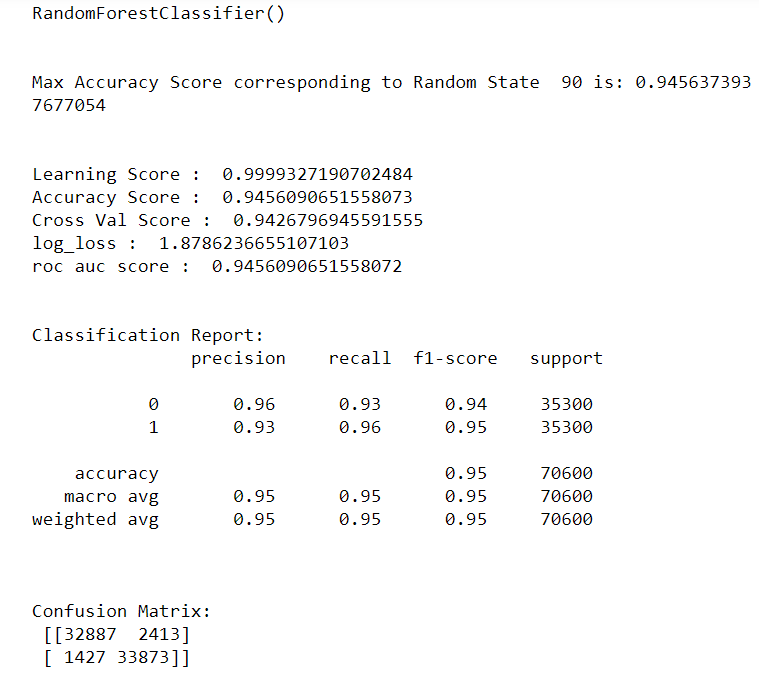 RandomForestClassifier()
Max Accuracy Score corresponding to Random State  90 is: 0.945637393
7677054
Learning Score :  0.9999327190702484
Accuracy Score :  0.9456090651558073
Cross Val Score :  0.9426796945591555
log_loss :  1.8786236655107103
roc auc score :  0.9456090651558072
Classification Report:
               precision    recall  f1-score   support
           0       0.96      0.93      0.94     35300
           1       0.93      0.96      0.95     35300
    accuracy                           0.95     70600
   macro avg       0.95      0.95      0.95     70600
weighted avg       0.95      0.95      0.95     70600
Confusion Matrix:
 [[32887  2413]
 [ 1427 33873]]